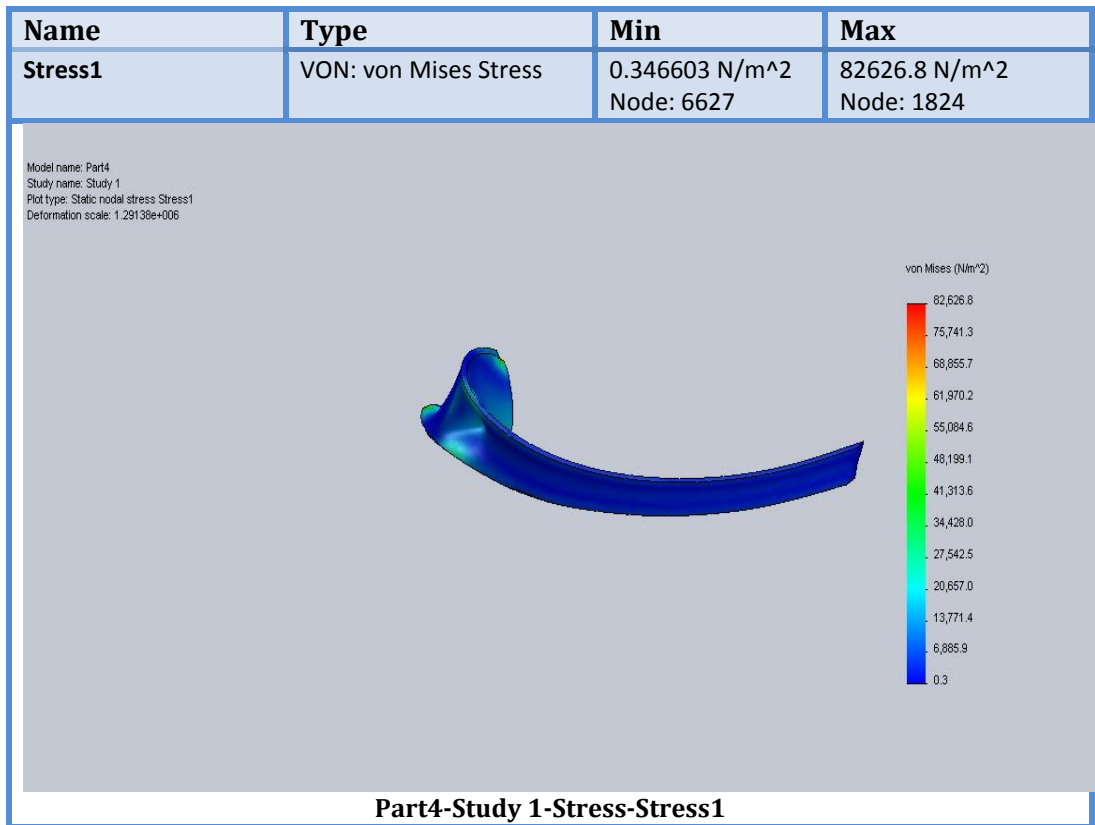 Name Type Min Max
Stress1 VON: von Mises Stress 0.346603 N/m^2 82626.8 N/m^2
Node: 6627 Node: 1824
Model name: Part4
Study name: Study 1
Plot type: Static nodal stress Stress1
Deformation scale: 1.29138e+006
von Mises (N/m^2)
82,626.8
75,741.3
68,855.7
61,970.2
55,084.6
48,199.1
41,313.6
34,428.0
27,542.5
20,657.0
13,771.4
6,885.9
0.3
Part4-Study 1-Stress-Stress1